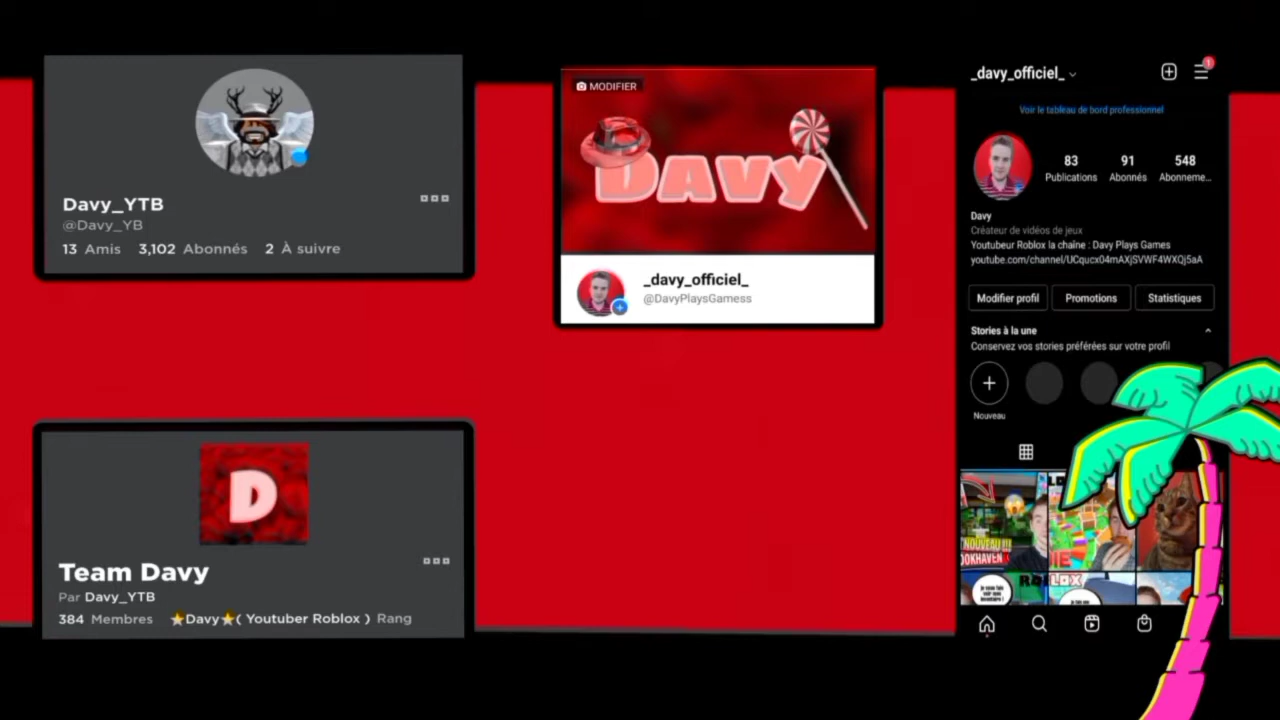 Davy_YTB
@Davy_YB
13 Amis 3,102 Abonnés 2 À suivre
D
Team Davy
Par Davy_YTB
384 Membres ⭐Davy⭐( Youtuber Roblox ) Rang
MODIFIER
DAVY
_davy_officiel_
@DavyPlaysGamess
_davy_officiel_
1
Voir le tableau de bord professionnel
83 91 548
Publications Abonnés Abonneme...
Davy
Créateur de vidéos de jeux
Youtubeur Roblox la chaîne : Davy Plays Games
youtube.com/channel/UCqucx04mAXjSVWF4WXQj5aA
Modifier profil Promotions Statistiques
Stories à la une
Conservez vos stories préférées sur votre profil
Nouveau
NOUVEAU !!!
OOKHAVEN